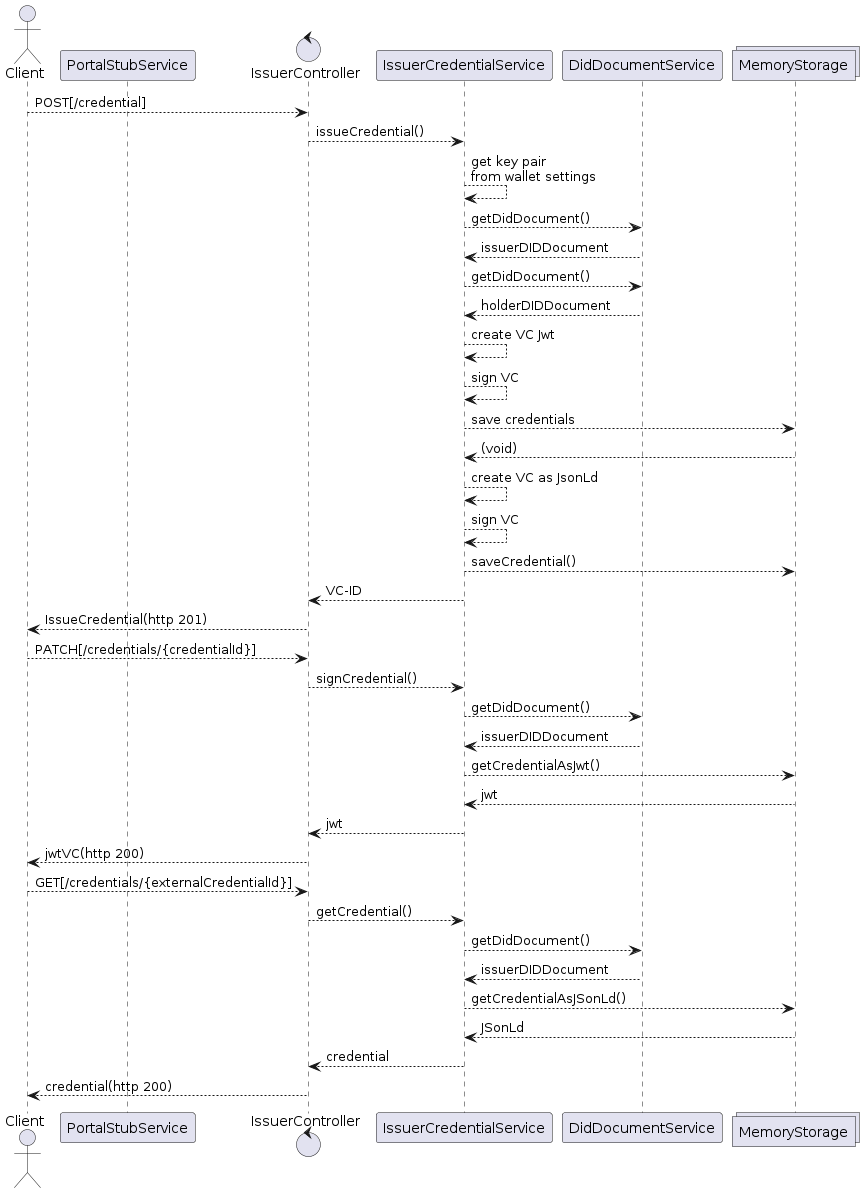 Client
PortalStubService
IssuerController
IssuerCredentialService
DidDocumentService
MemoryStorage
POST[/credential]
issueCredential()
get key pair
from wallet settings
getDidDocument()
issuerDIDDocument
getDidDocument()
holderDIDDocument
create VC Jwt
sign VC
save credentials
(void)
create VC as JsonLd
sign VC
saveCredential()
VC-ID
IssueCredential(http 201)
PATCH[/credentials/{credentialId}]
signCredential()
getDidDocument()
issuerDIDDocument
getCredentialAsJwt()
jwt
jwt
jwtVC(http 200)
GET[/credentials/{externalCredentialId}]
getCredential()
getDidDocument()
issuerDIDDocument
getCredentialAsJSonLd()
JSonLd
credential
credential(http 200)
Client
PortalStubService
IssuerController
IssuerCredentialService
DidDocumentService
MemoryStorage